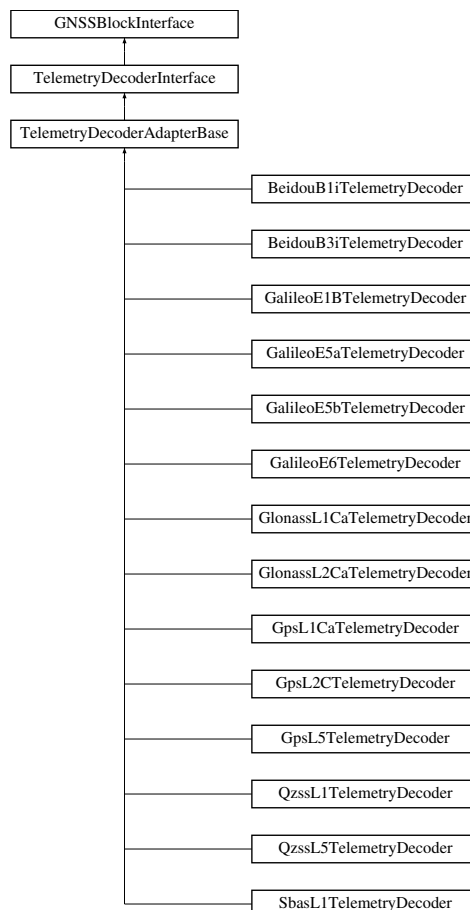 GNSSBlockInterface
TelemetryDecoderInterface
TelemetryDecoderAdapterBase
BeidouB1iTelemetryDecoder
BeidouB3iTelemetryDecoder
GalileoE1BTelemetryDecoder
GalileoE5aTelemetryDecoder
GalileoE5bTelemetryDecoder
GalileoE6TelemetryDecoder
GlonassL1CaTelemetryDecoder
GlonassL2CaTelemetryDecoder
GpsL1CaTelemetryDecoder
GpsL2CTelemetryDecoder
GpsL5TelemetryDecoder
QzssL1TelemetryDecoder
QzssL5TelemetryDecoder
SbasL1TelemetryDecoder